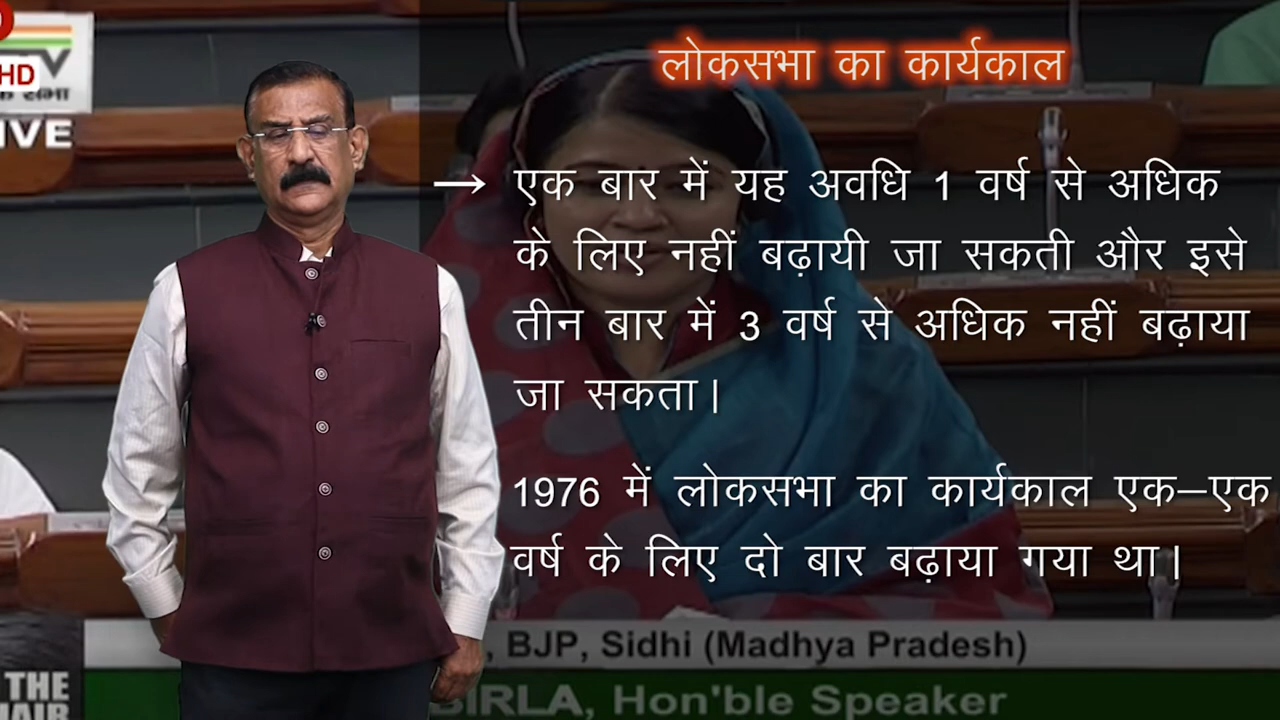 HD
IVE
लोकसभा का कार्यकाल
→ एक बार में यह अवधि 1 वर्ष से अधिक
के लिए नहीं बढ़ायी जा सकती और इसे
तीन बार में 3 वर्ष से अधिक नहीं बढ़ाया
जा सकता।
1976 में लोकसभा का कार्यकाल एक–एक
वर्ष के लिए दो बार बढ़ाया गया था।
, BJP, Sidhi (Madhya Pradesh)
THE
BIRLA, Hon'ble Speaker